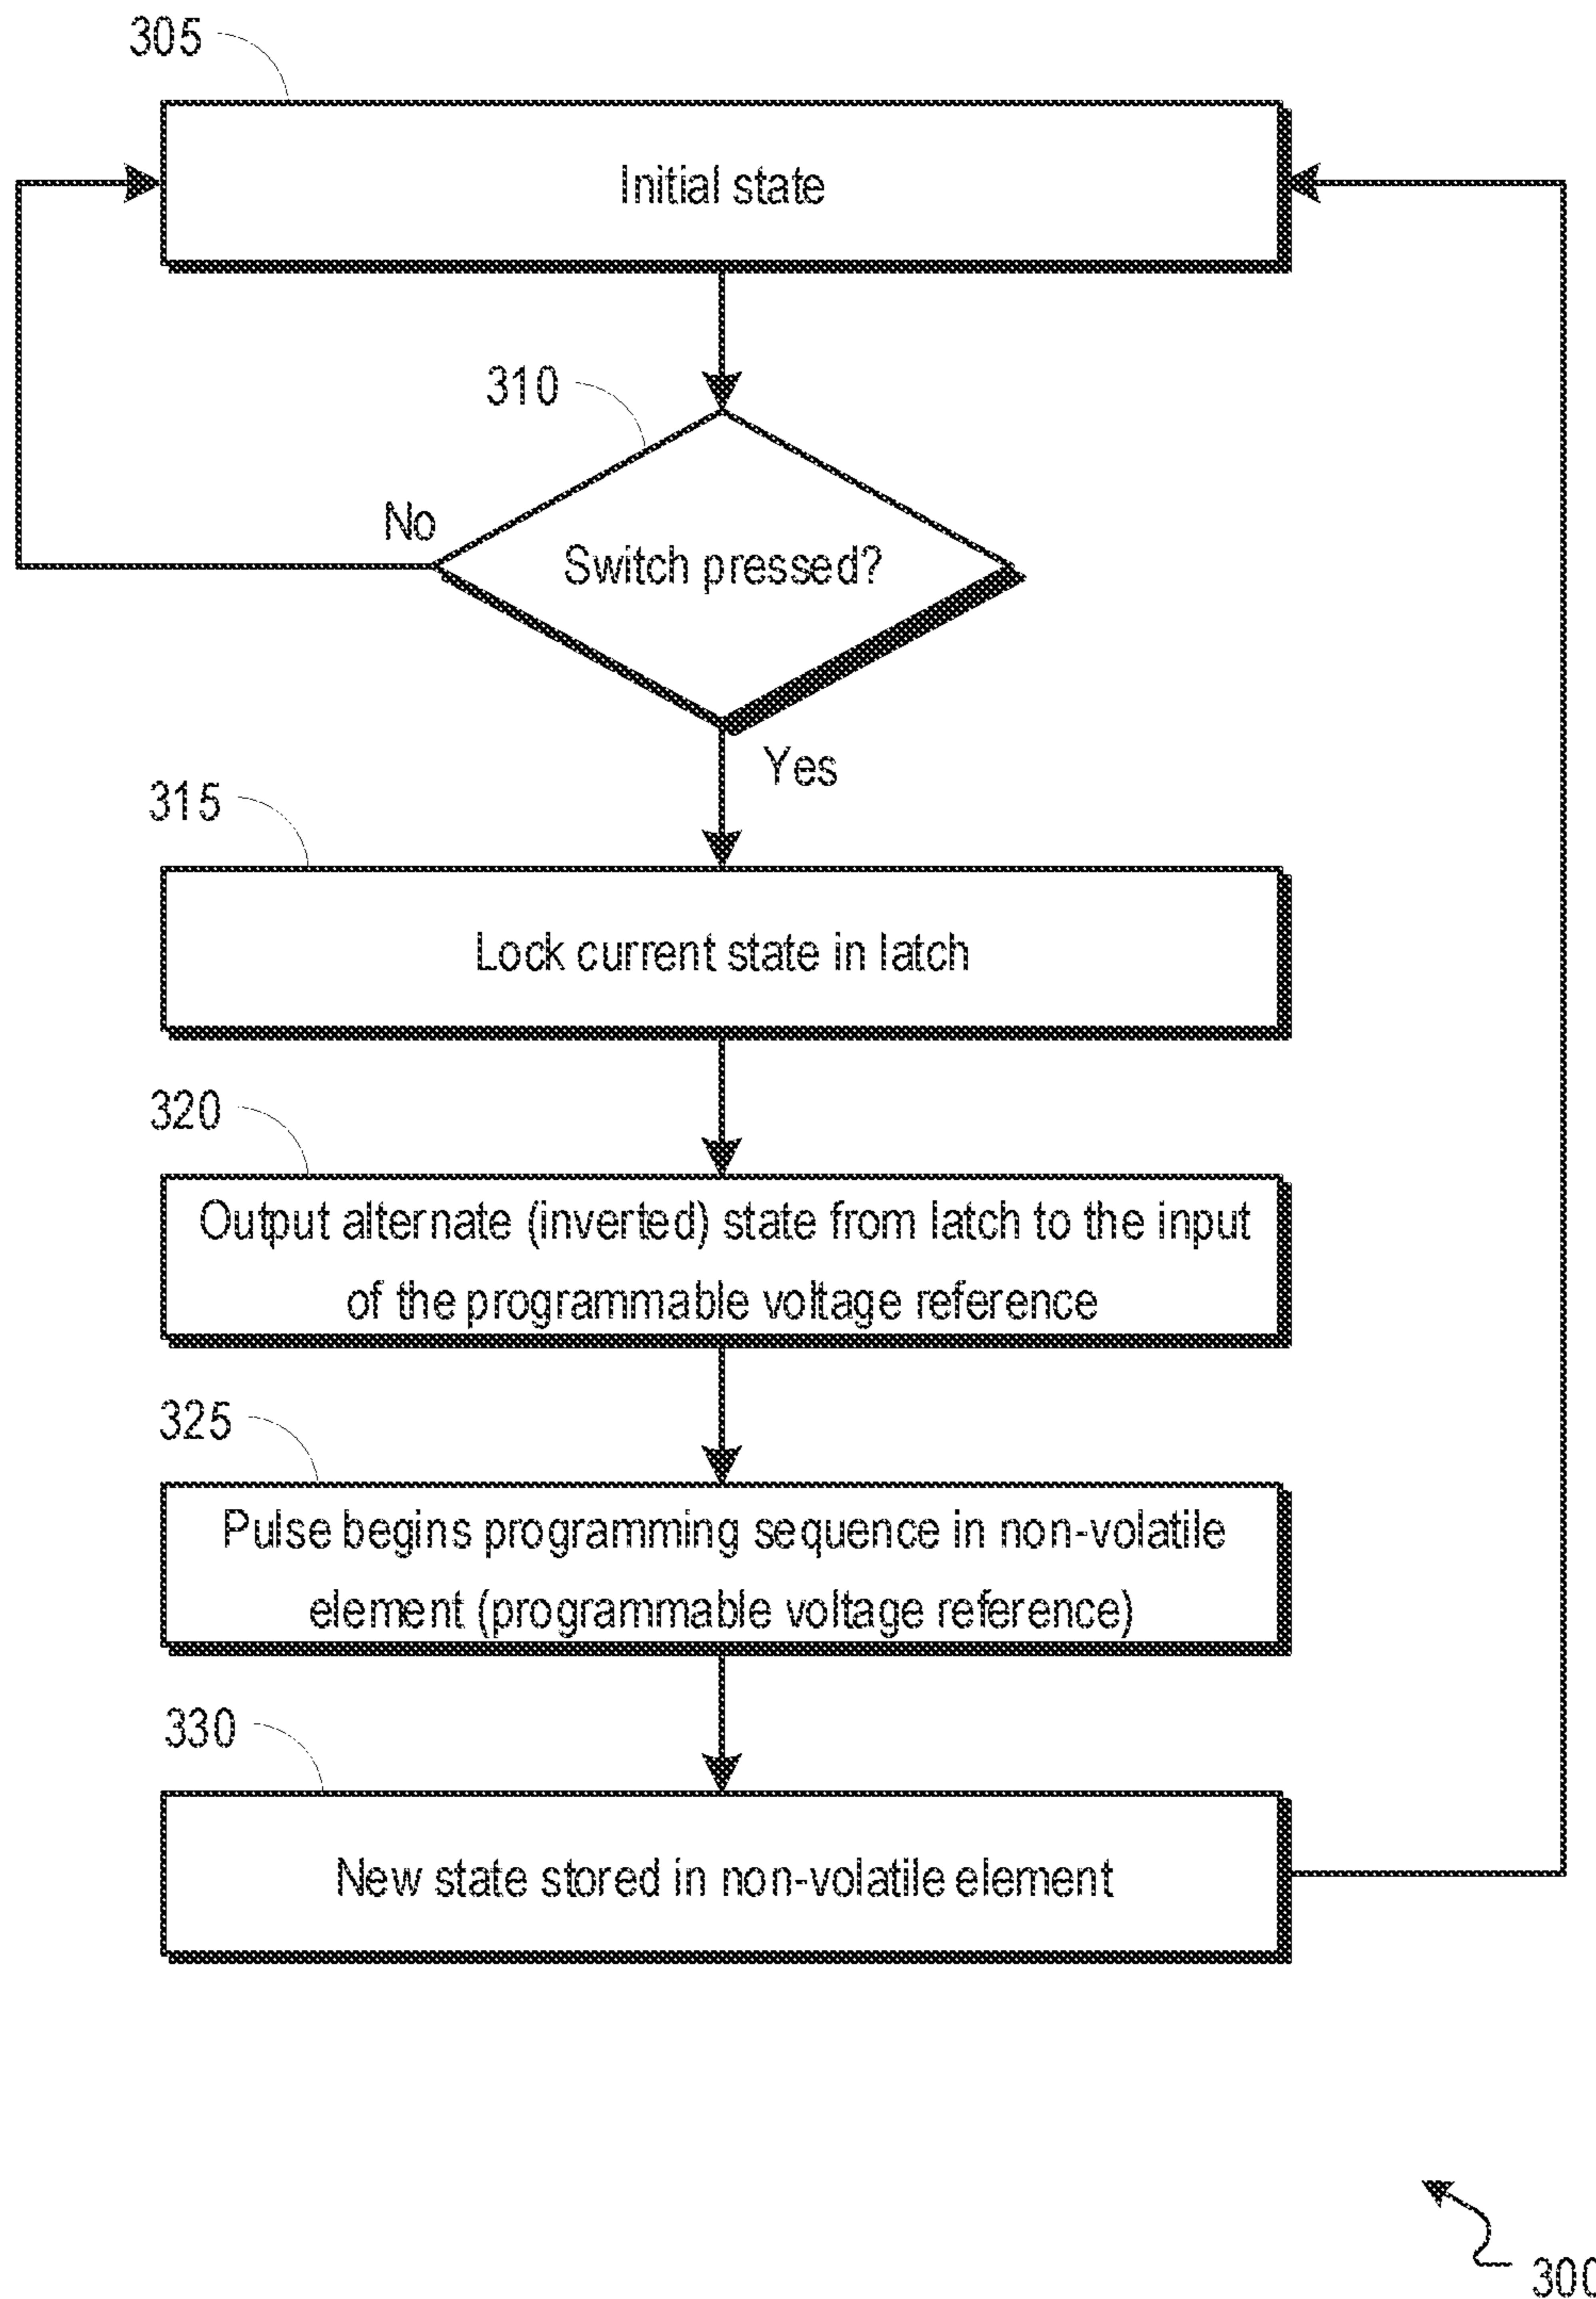 305
Initial state
310
No
Switch pressed?
Yes
315
Lock current state in latch
320
Output alternate (inverted) state from latch to the input
of the programmable voltage reference
325
Pulse begins programming sequence in non-volatile
element (programmable voltage reference)
330
New state stored in non-volatile element
300